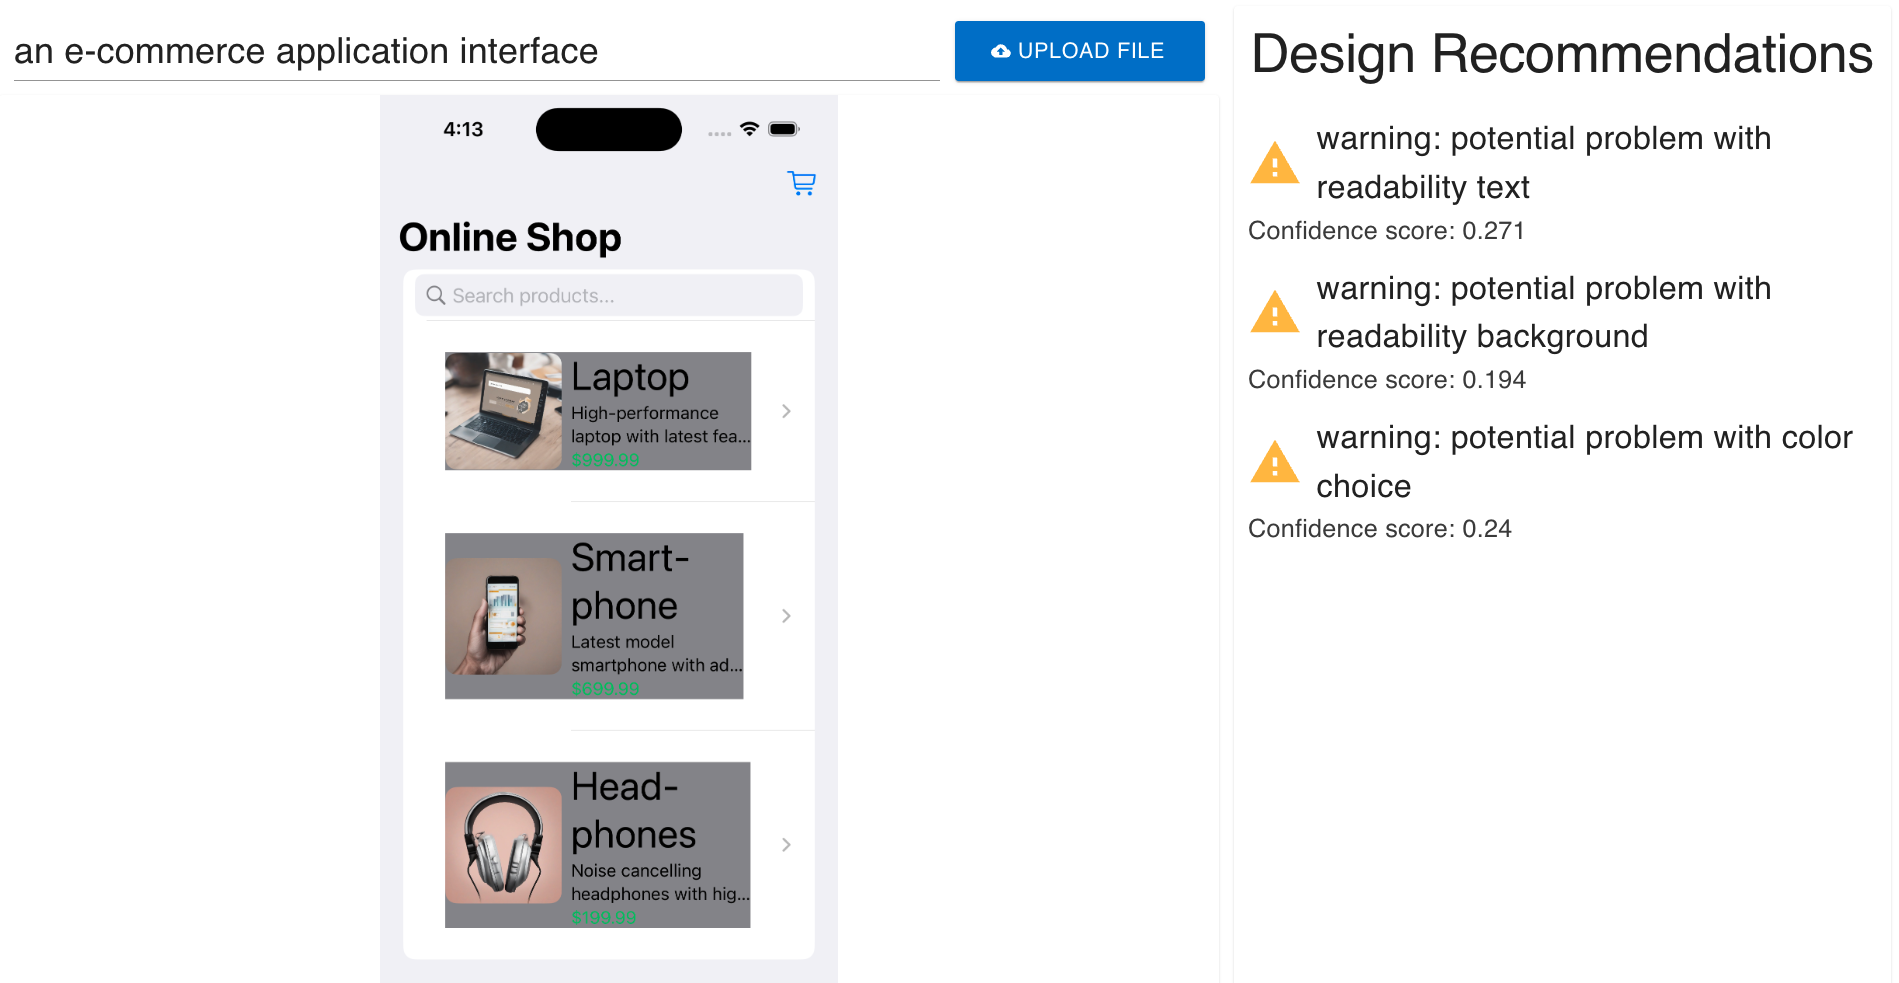 an e-commerce application interface
UPLOAD FILE
4:13
Online Shop
Search products...
Laptop
High-performance
laptop with latest fea...
$999.99
Smart-
phone
Latest model
smartphone with ad...
$699.99
Head-
phones
Noise cancelling
headphones with hig...
$199.99
Design Recommendations
warning: potential problem with
readability text
Confidence score: 0.271
warning: potential problem with
readability background
Confidence score: 0.194
warning: potential problem with color
choice
Confidence score: 0.24